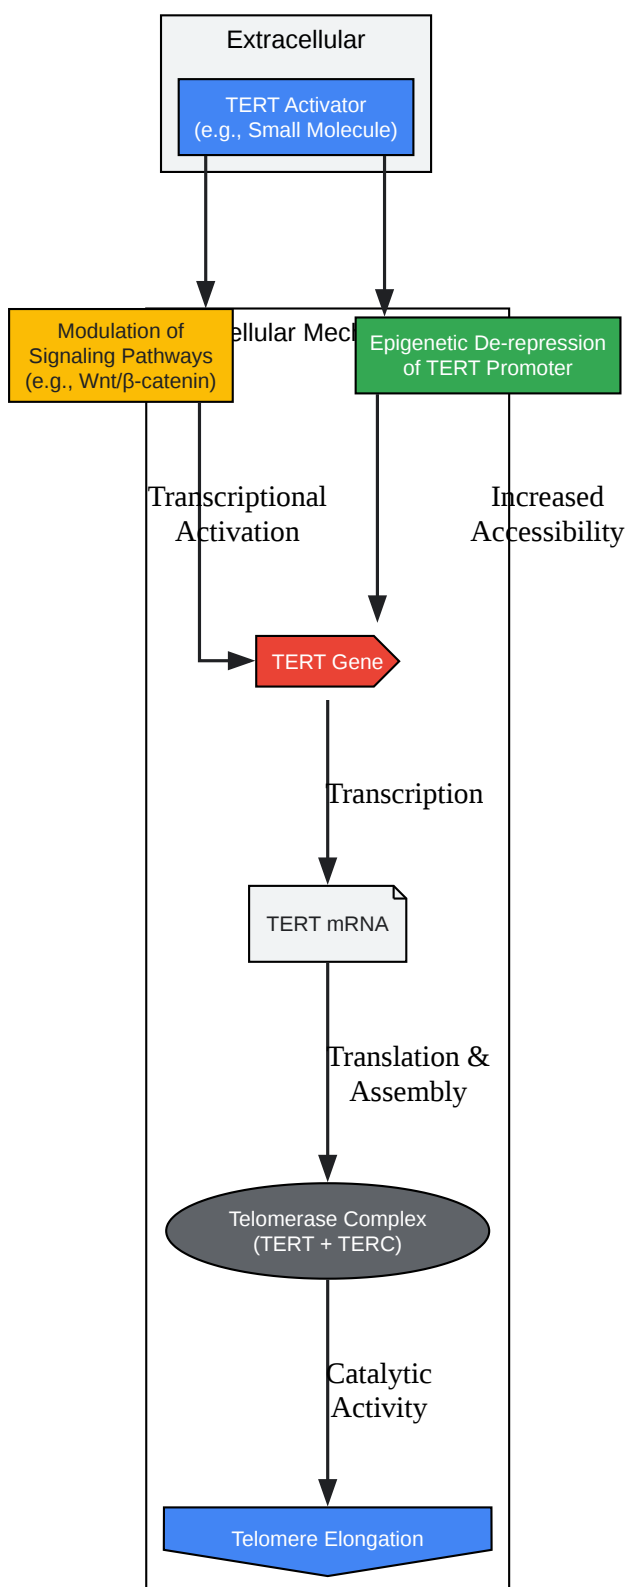 Extracellular
TERT Activator
(e.g., Small Molecule)
Modulation of
Signaling Pathways
(e.g., Wnt/β-catenin)
Epigenetic De-repression
of TERT Promoter
Transcriptional
Activation
Increased
Accessibility
TERT Gene
Transcription
TERT mRNA
Translation &
Assembly
Telomerase Complex
(TERT + TERC)
Catalytic
Activity
Telomere Elongation